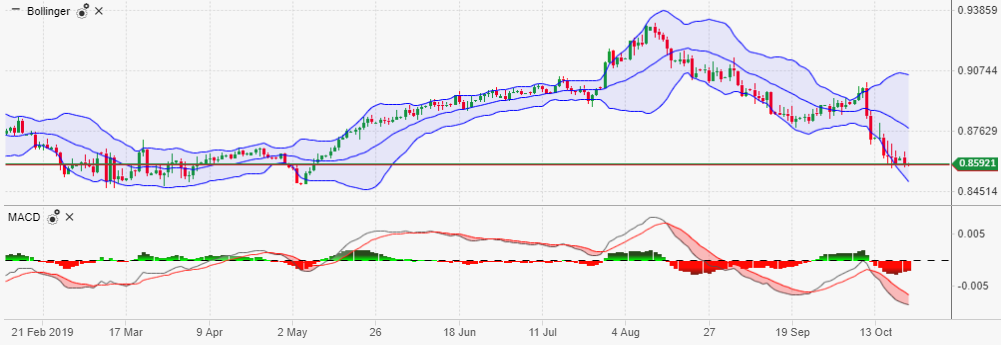 Bollinger
0.93859
0.90744
0.87629
0.85921
0.84514
MACD
0.005
-0.005
21 Feb 2019 17 Mar 9 Apr 2 May 26 18 Jun 11 Jul 4 Aug 27 19 Sep 13 Oct